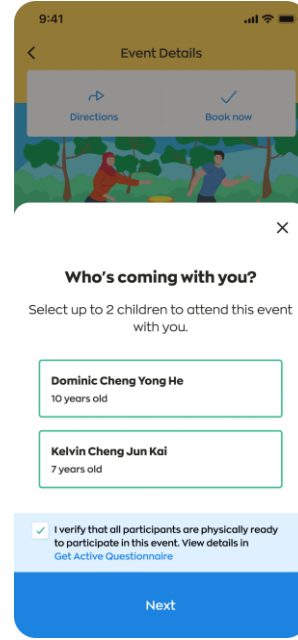 9:41
Event Details
Directions
Book now
Who's coming with you?
Select up to 2 children to attend this event
with you.
Dominic Cheng Yong He
10 years old
Kelvin Cheng Jun Kai
7 years old
I verify that all participants are physically ready
to participate in this event. View details in
Get Active Questionnaire
Next